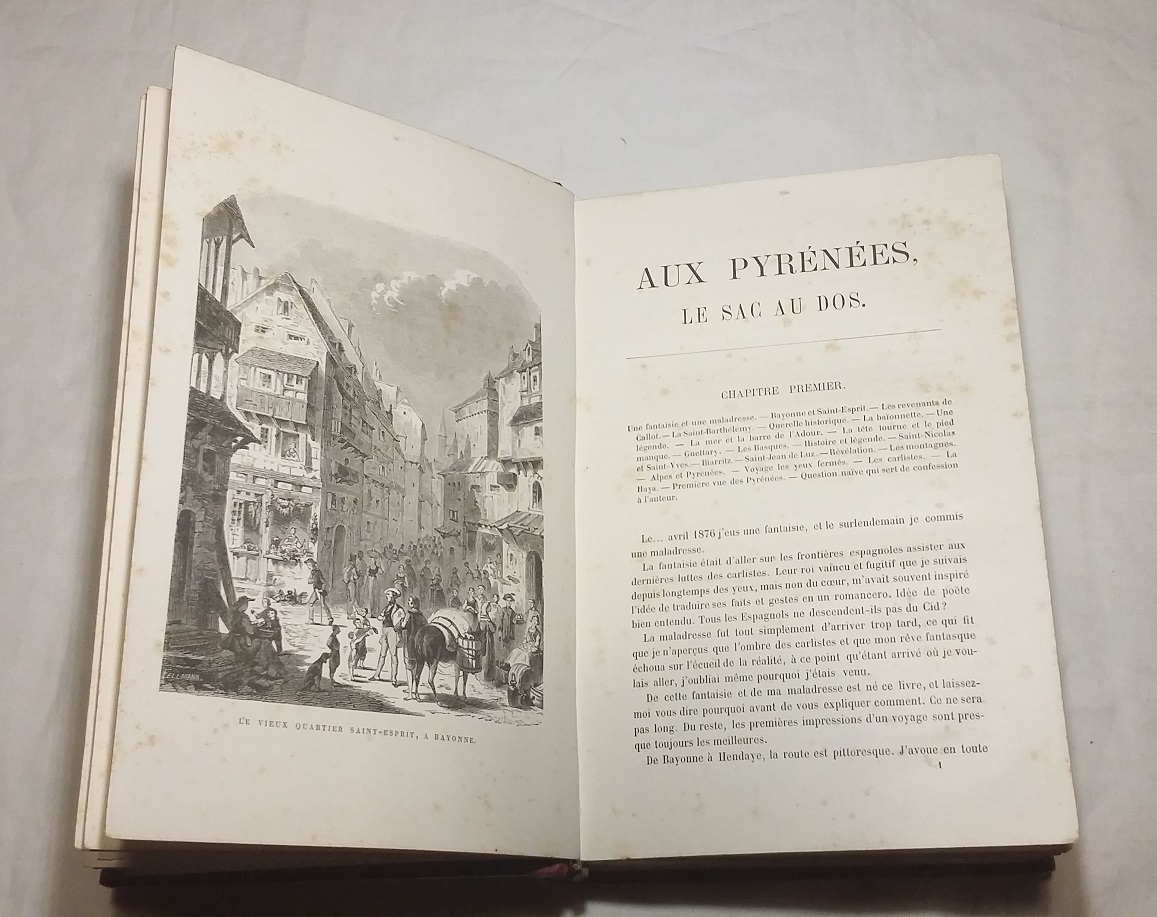 LE VIEUX QUARTIER SAINT-ESPRIT, A BAYONNE.
AUX PYRÉNÉES,
LE SAC AU DOS.
CHAPITRE PREMIER.
Une fantaisie et une maladresse. — Bayonne et Saint-Esprit. — Les revenants de
Callot. — La Saint-Barthélemy. — Querelle historique. — La baïonnette. — Une
légende. — La mer et la barre de l'Adour. — La tête tourne et le pied
manque. — Guettary. — Les Basques. — Histoire et légende. — Saint-Nicolas
et Saint-Yves. — Biarritz. — Saint-Jean de Luz. — Révélation. — Les montagnes.
— Alpes et Pyrénées. — Voyage les yeux fermés. — Les carlistes. — La
Haya. — Première vue des Pyrénées. — Question naïve qui sert de confession
à l'auteur.
Le... avril 1876 j'eus une fantaisie, et le surlendemain je commis
une maladresse.
La fantaisie était d'aller sur les frontières espagnoles assister aux
dernières luttes des carlistes. Leur roi vaincu et fugitif que je suivais
depuis longtemps des yeux, mais non du cœur, m'avait souvent inspiré
l'idée de traduire ses faits et gestes en un romancero. Idée de poëte
bien entendu. Tous les Espagnols ne descendent-ils pas du Cid?
La maladresse fut tout simplement d'arriver trop tard, ce qui fit
que je n'aperçus que l'ombre des carlistes et que mon rêve fantasque
échoua sur l'écueil de la réalité, à ce point qu'étant arrivé où je vou-
lais aller, j'oubliai même pourquoi j'étais venu.
De cette fantaisie et de ma maladresse est né ce livre, et laissez-
moi vous dire pourquoi avant de vous expliquer comment. Ce ne sera
pas long. Du reste, les premières impressions d'un voyage sont pres-
que toujours les meilleures.
De Bayonne à Hendaye, la route est pittoresque. J'avoue en toute
1